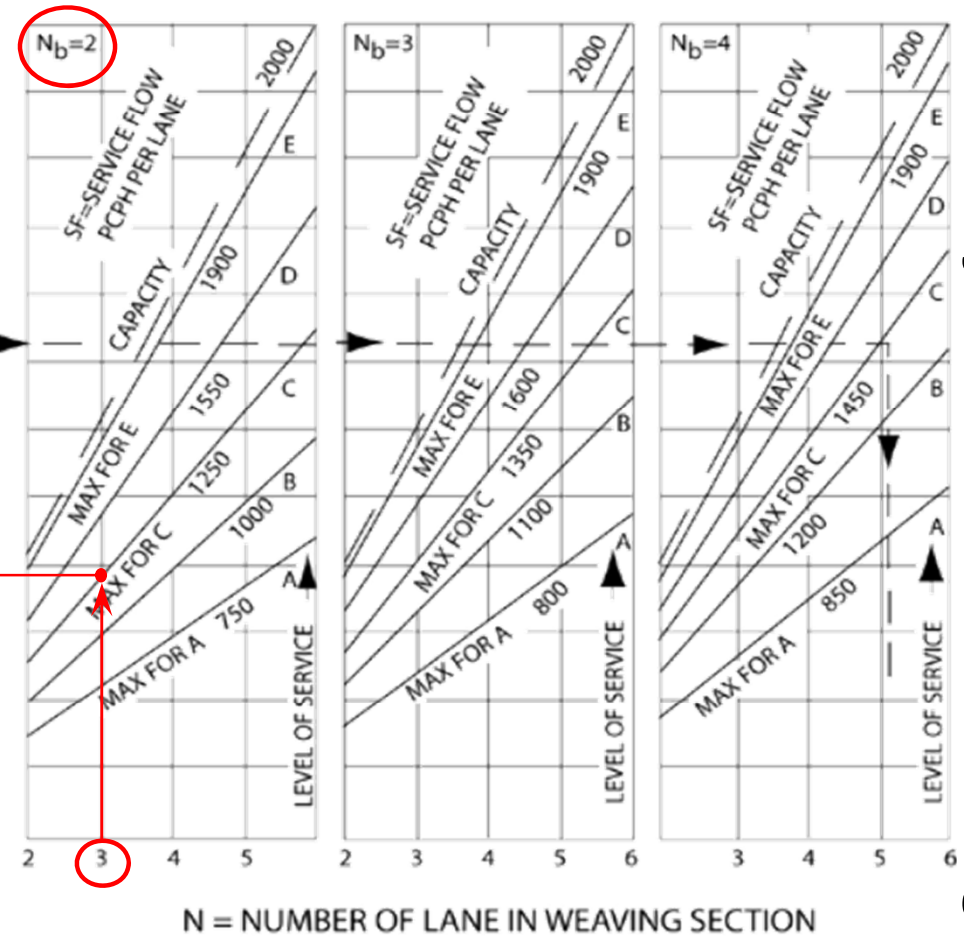 Nb=2
2000
SF=SERVICE FLOW
PCPH PER LANE
E
CAPACITY
1900
D
1550
C
MAX FOR E
1250
B
1000
MAX FOR C
A
750
MAX FOR A
LEVEL OF SERVICE
2 3 4 5
Nb=3
2000
SF=SERVICE FLOW
PCPH PER LANE
E
1900
CAPACITY
D
C
1600
MAX FOR E
1350
B
1100
MAX FOR C
A
800
MAX FOR A
LEVEL OF SERVICE
2 3 4 5 6
Nb=4
2000
SF=SERVICE FLOW
PCPH PER LANE
E
1900
D
CAPACITY
C
MAX FOR E
1450
B
MAX FOR C
1200
A
850
MAX FOR A
LEVEL OF SERVICE
3 4 5 6
N = NUMBER OF LANE IN WEAVING SECTION